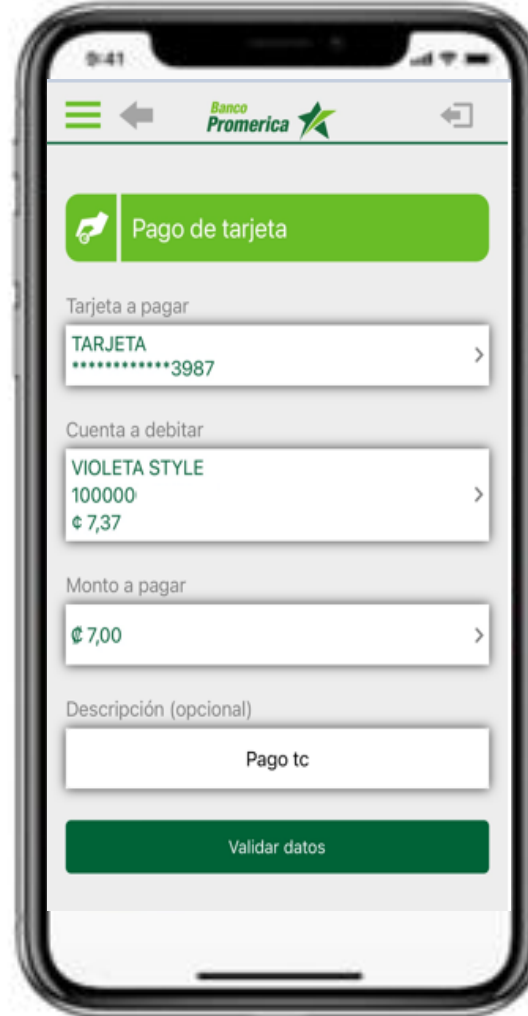 9:41
Banco
Promerica
Pago de tarjeta
Tarjeta a pagar
TARJETA
************3987
Cuenta a debitar
VIOLETA STYLE
100000
¢ 7,37
Monto a pagar
₡ 7,00
Descripción (opcional)
Pago tc
Validar datos